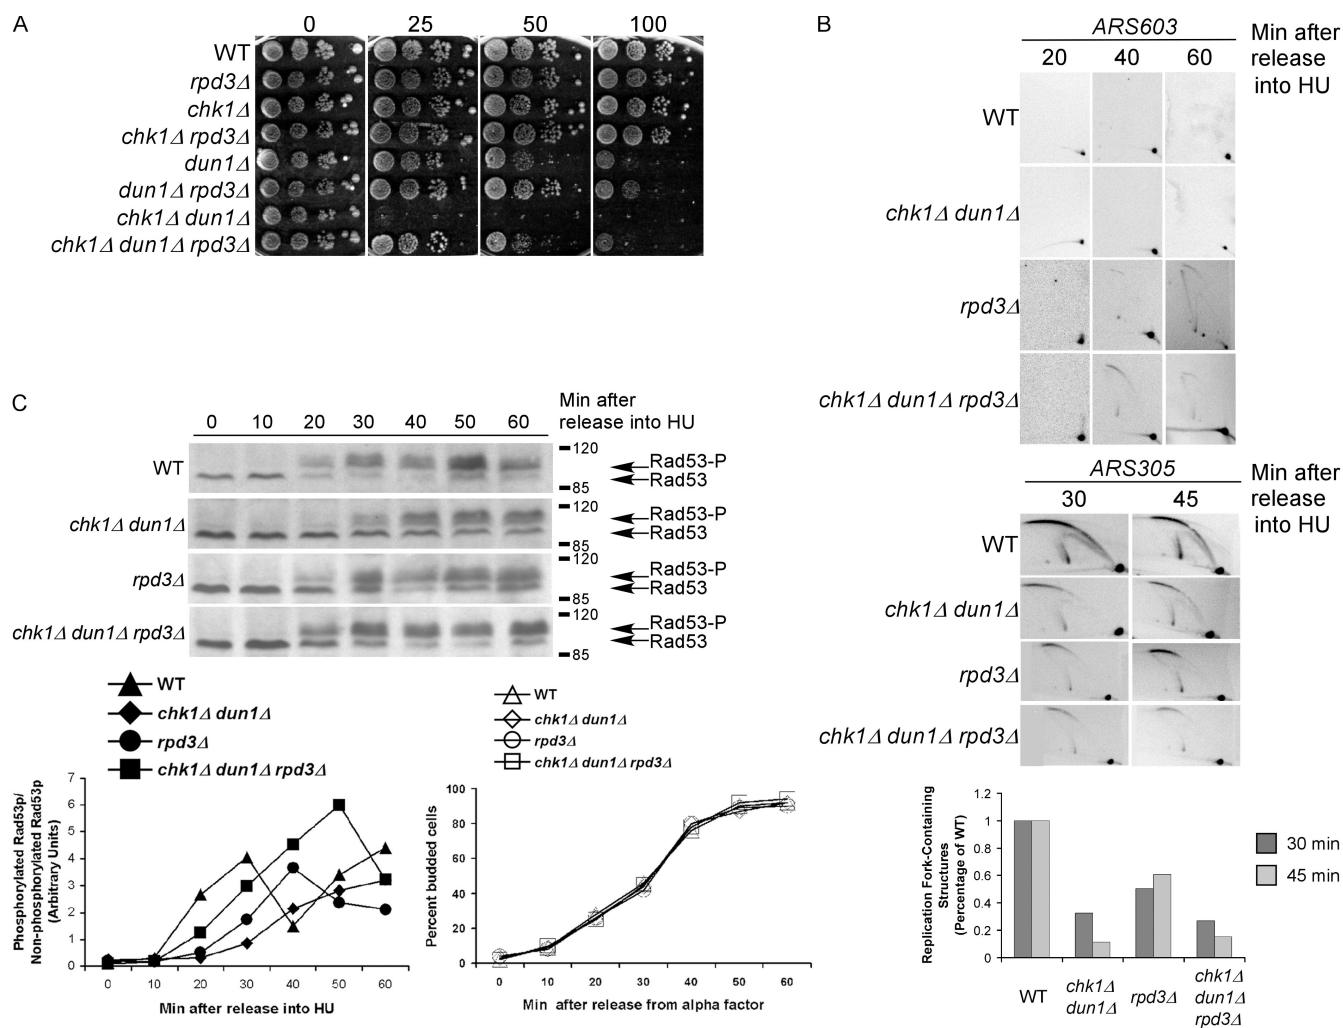 A
0 25 50 100
WT
rpd3Δ
chk1Δ
chk1Δ rpd3Δ
dun1Δ
dun1Δ rpd3Δ
chk1Δ dun1Δ
chk1Δ dun1Δ rpd3Δ
B
ARS603
20 40 60
Min after
release
into HU
WT
chk1Δ dun1Δ
rpd3Δ
chk1Δ dun1Δ rpd3Δ
ARS305
30 45
Min after
release
into HU
WT
chk1Δ dun1Δ
rpd3Δ
chk1Δ dun1Δ rpd3Δ
1.2
1
0.8
0.6
0.4
0.2
0
Replication Fork-Containing
Structures
(Percentage of WT)
WT
chk1Δ
dun1Δ
rpd3Δ
chk1Δ
dun1Δ
rpd3Δ
30 min
45 min
C
0 10 20 30 40 50 60
Min after
release into HU
WT
120
Rad53-P
Rad53
85
chk1Δ dun1Δ
120
Rad53-P
Rad53
85
rpd3Δ
120
Rad53-P
Rad53
85
chk1Δ dun1Δ rpd3Δ
120
Rad53-P
Rad53
85
WT
chk1Δ dun1Δ
rpd3Δ
chk1Δ dun1Δ rpd3Δ
7
6
5
4
3
2
1
0
Phosphorylated Rad53p/
Non-phosphorylated Rad53p
(Arbitrary Units)
0 10 20 30 40 50 60
Min after release into HU
WT
chk1Δ dun1Δ
rpd3Δ
chk1Δ dun1Δ rpd3Δ
100
80
60
40
20
0
Percent budded cells
0 10 20 30 40 50 60
Min after release from alpha factor